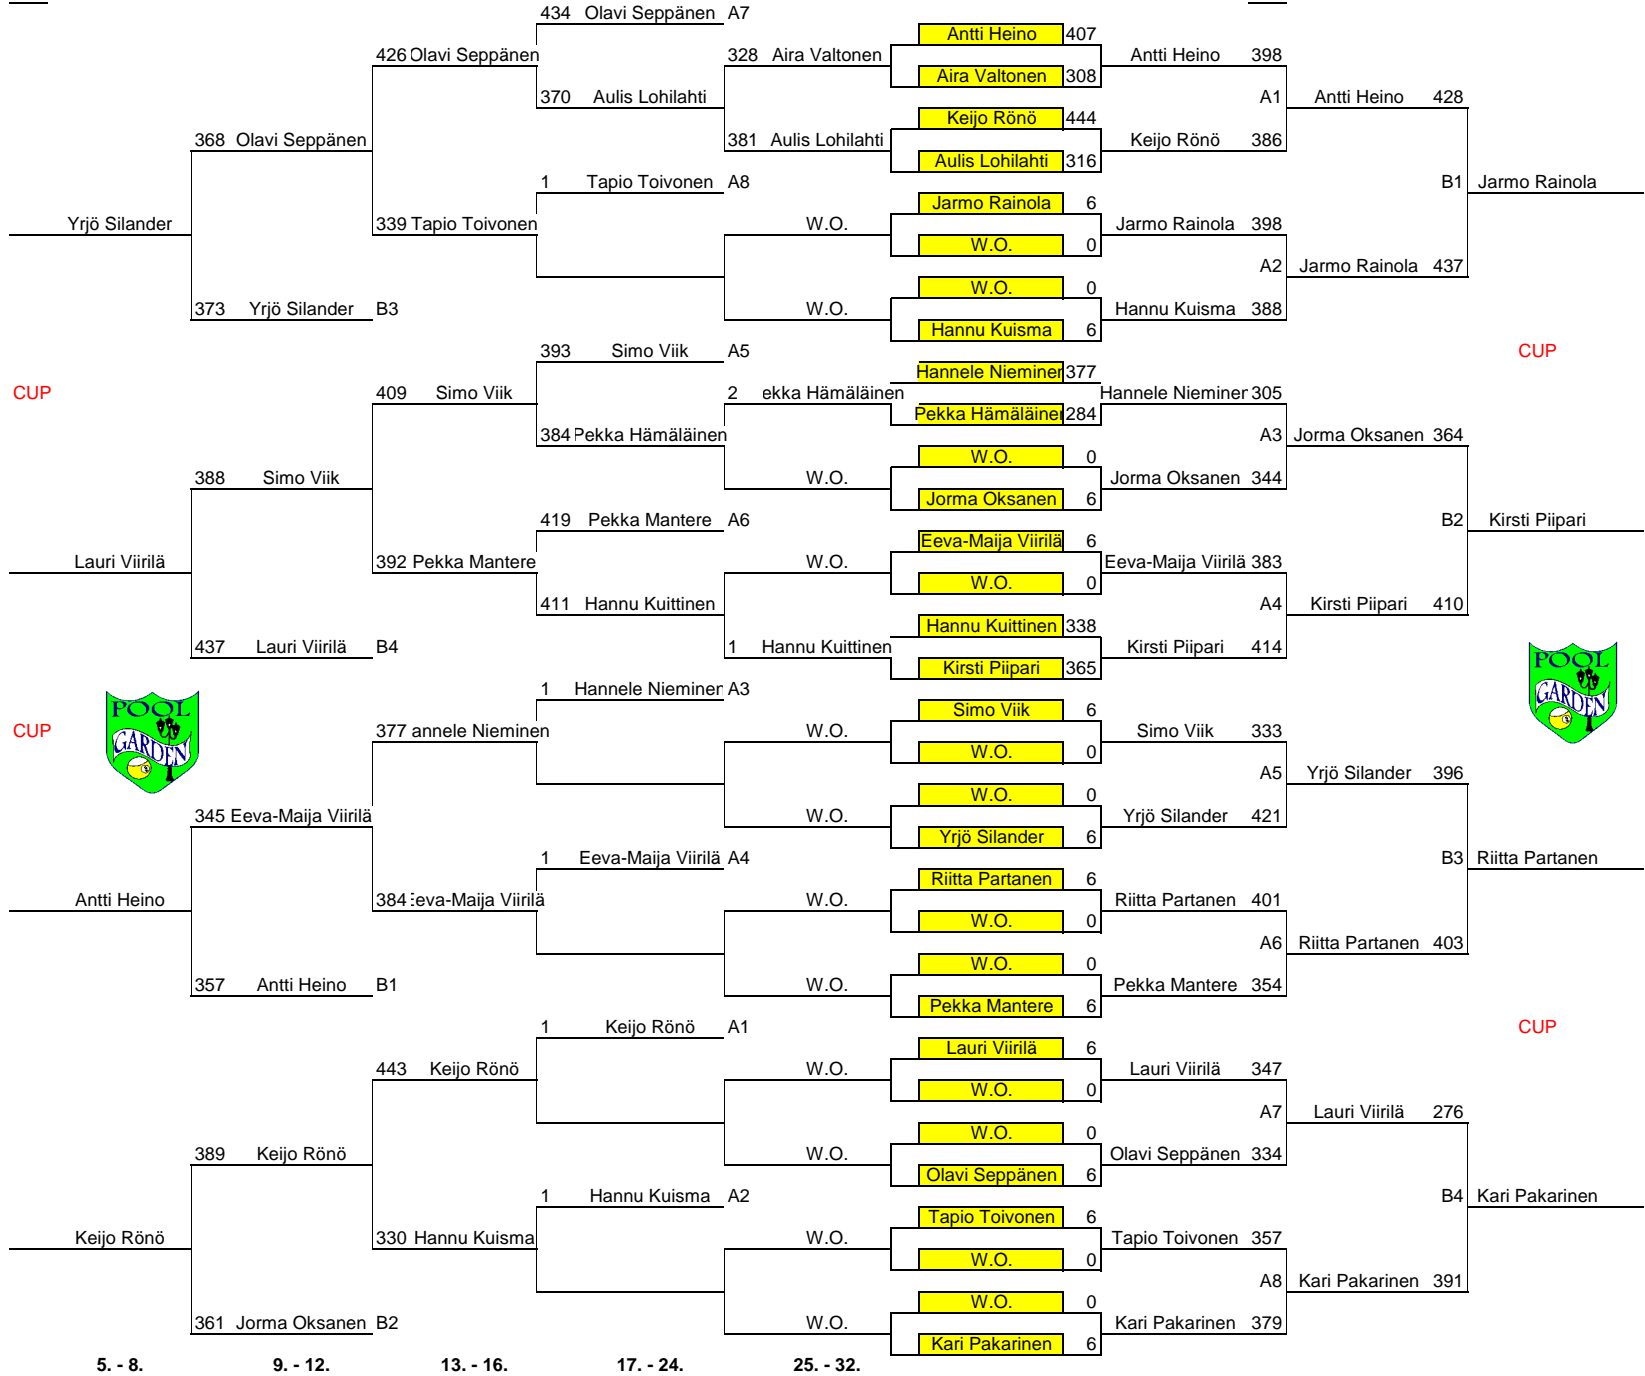 434 Olavi Seppänen A7
Antti Heino 407
426 Olavi Seppänen 328 Aira Valtonen Antti Heino 398
Aira Valtonen 308
370 Aulis Lohilahti A1 Antti Heino 428
Keijo Rönö 444
368 Olavi Seppänen 381 Aulis Lohilahti Keijo Rönö 386
Aulis Lohilahti 316
1 Tapio Toivonen A8 B1 Jarmo Rainola
Jarmo Rainola 6
Yrjö Silander 339 Tapio Toivonen W.O. Jarmo Rainola 398
W.O. 0
A2 Jarmo Rainola 437
W.O. 0
373 Yrjö Silander B3 W.O. Hannu Kuisma 388
Hannu Kuisma 6
393 Simo Viik A5 CUP
Hannele Nieminen 377
CUP 409 Simo Viik 2 ekka Hämäläinen Hannele Nieminen 305
Pekka Hämäläinen 284
384 Pekka Hämäläinen A3 Jorma Oksanen 364
W.O. 0
388 Simo Viik W.O. Jorma Oksanen 344
Jorma Oksanen 6
419 Pekka Mantere A6 B2 Kirsti Piipari
Eeva-Maija Viirilä 6
Lauri Viirilä 392 Pekka Mantere W.O. Eeva-Maija Viirilä 383
W.O. 0
411 Hannu Kuittinen A4 Kirsti Piipari 410
Hannu Kuittinen 338
437 Lauri Viirilä B4 1 Hannu Kuittinen Kirsti Piipari 414
POOL
GARDEN
Kirsti Piipari 365
1 Hannele Nieminen A3
POOL
GARDEN
Simo Viik 6
CUP 377 annele Nieminen W.O. Simo Viik 333
W.O. 0
A5 Yrjö Silander 396
W.O. 0
345 Eeva-Maija Viirilä W.O. Yrjö Silander 421
Yrjö Silander 6
1 Eeva-Maija Viirilä A4 B3 Riitta Partanen
Riitta Partanen 6
Antti Heino 384 Eeva-Maija Viirilä W.O. Riitta Partanen 401
W.O. 0
A6 Riitta Partanen 403
W.O. 0
357 Antti Heino B1 W.O. Pekka Mantere 354
Pekka Mantere 6
1 Keijo Rönö A1 CUP
Lauri Viirilä 6
443 Keijo Rönö W.O. Lauri Viirilä 347
W.O. 0
A7 Lauri Viirilä 276
W.O. 0
389 Keijo Rönö W.O. Olavi Seppänen 334
Olavi Seppänen 6
1 Hannu Kuisma A2 B4 Kari Pakarinen
Tapio Toivonen 6
Keijo Rönö 330 Hannu Kuisma W.O. Tapio Toivonen 357
W.O. 0
A8 Kari Pakarinen 391
W.O. 0
361 Jorma Oksanen B2 W.O. Kari Pakarinen 379
Kari Pakarinen 6
5. - 8. 9. - 12. 13. - 16. 17. - 24. 25. - 32.